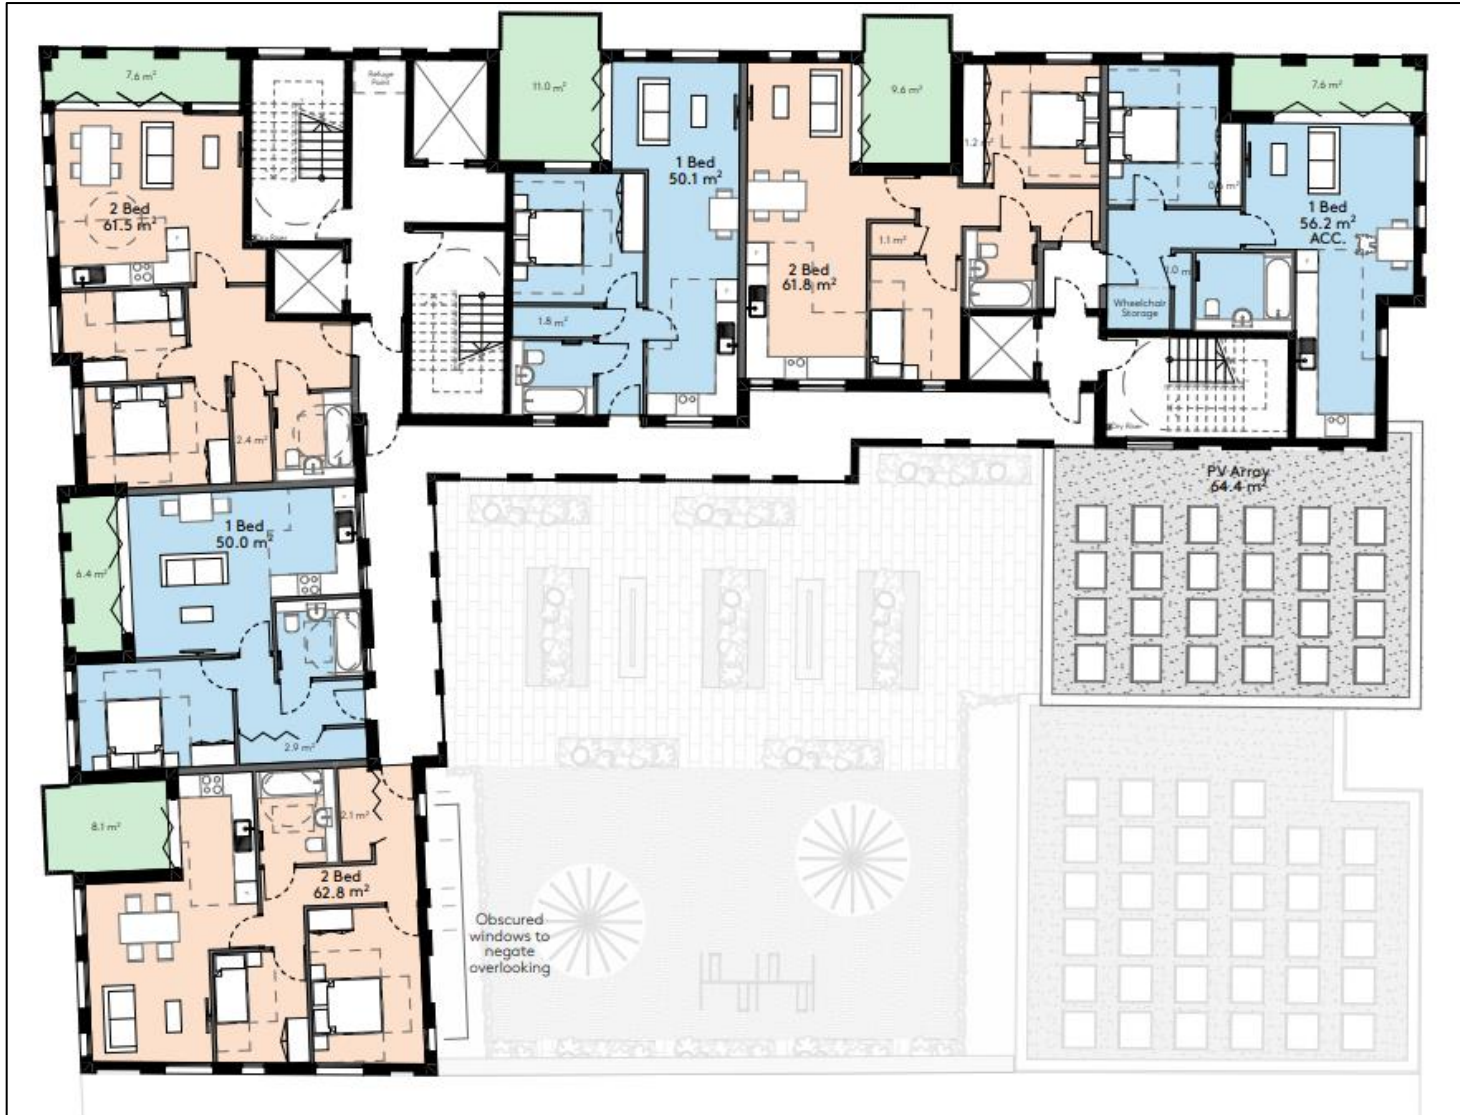 7.6 m²
Refuge
Point
11.0 m²
9.6 m²
7.6 m²
2 Bed
61.5 m²
1 Bed
50.1 m²
1.2 m²
1 Bed
56.2 m²
ACC.
Dry Riser
1.1 m²
2 Bed
61.8 m²
1.0 m
Wheelchair
Storage
1.8 m²
Dry Riser
2.4 m²
PV Array
64.4 m²
1 Bed
50.0 m²
6.4 m²
2.9 m²
8.1 m²
2.1 m²
2 Bed
62.8 m²
Obscured
windows to
negate
overlooking